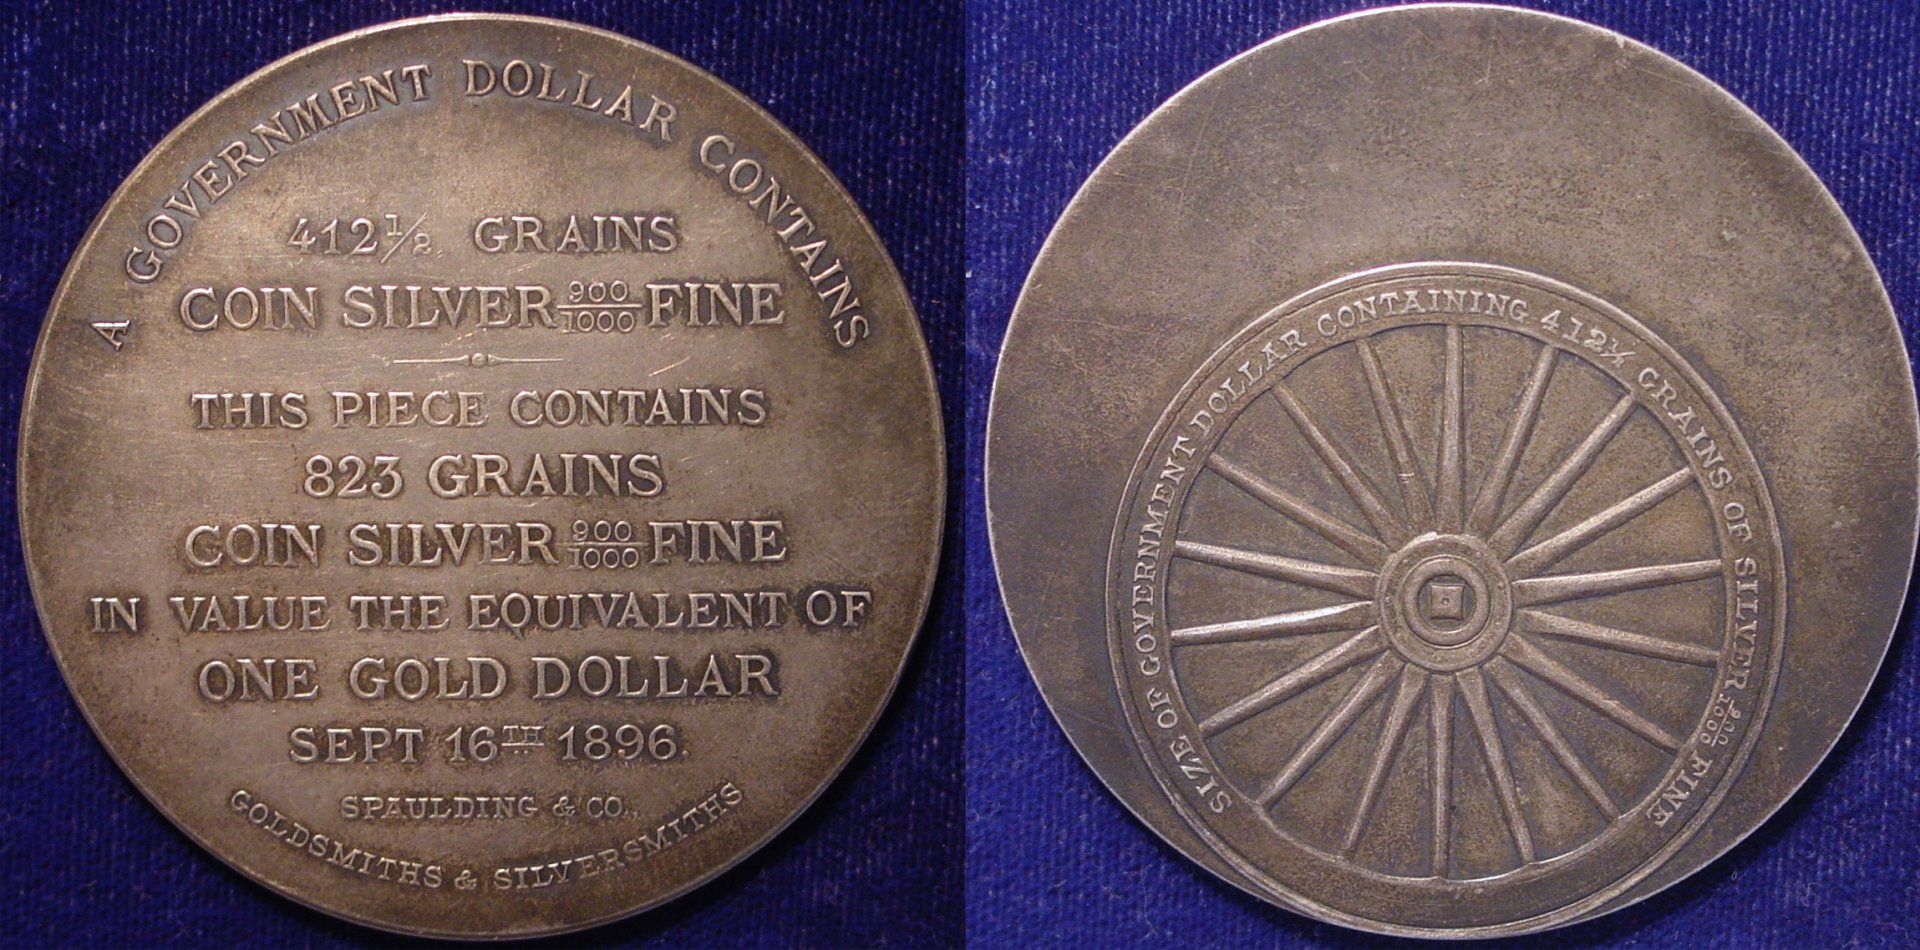 A GOVERNMENT DOLLAR CONTAINS
412 1/2. GRAINS
COIN SILVER 900/1000 FINE
THIS PIECE CONTAINS
823 GRAINS
COIN SILVER 900/1000 FINE
IN VALUE THE EQUIVALENT OF
ONE GOLD DOLLAR
SEPT 16TH 1896.
SPAULDING & CO.,
GOLDSMITHS & SILVERSMITHS
SIZE OF GOVERNMENT DOLLAR CONTAINING 412½ GRAINS OF SILVER 900/1000 FINE